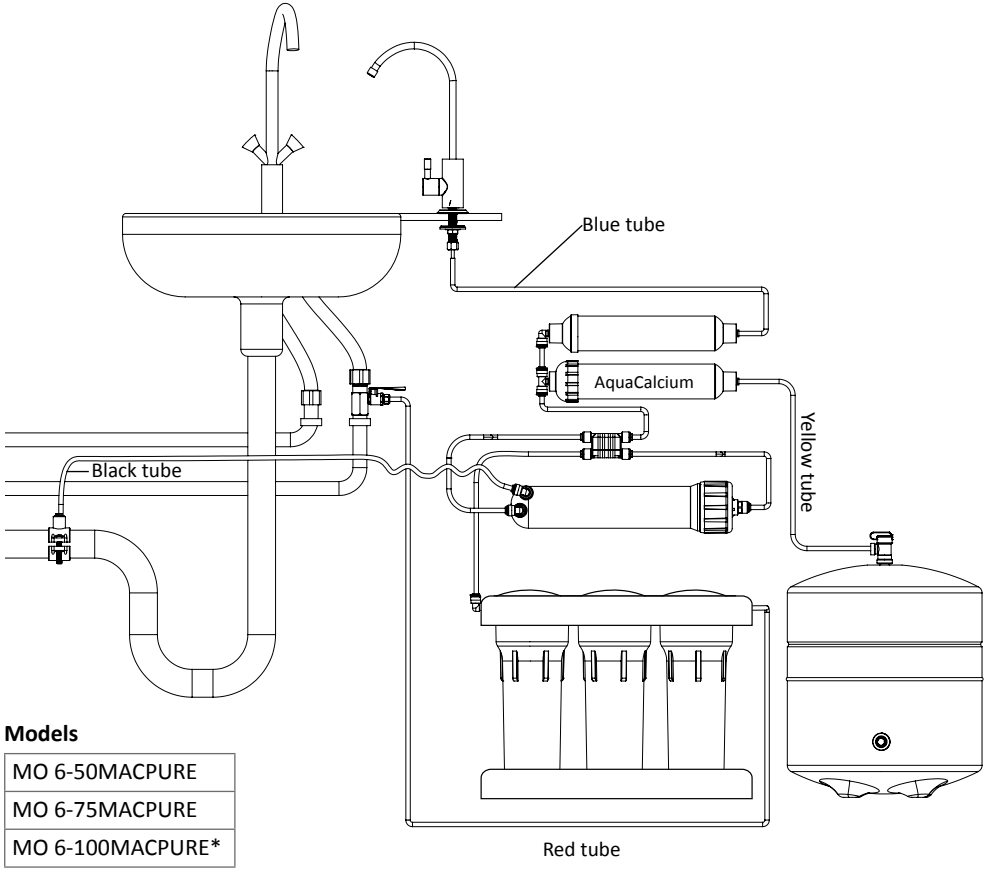 Blue tube
AquaCalcium
Yellow tube
Black tube
Models
MO 6-50MACPURE
MO 6-75MACPURE
MO 6-100MACPURE*
Red tube